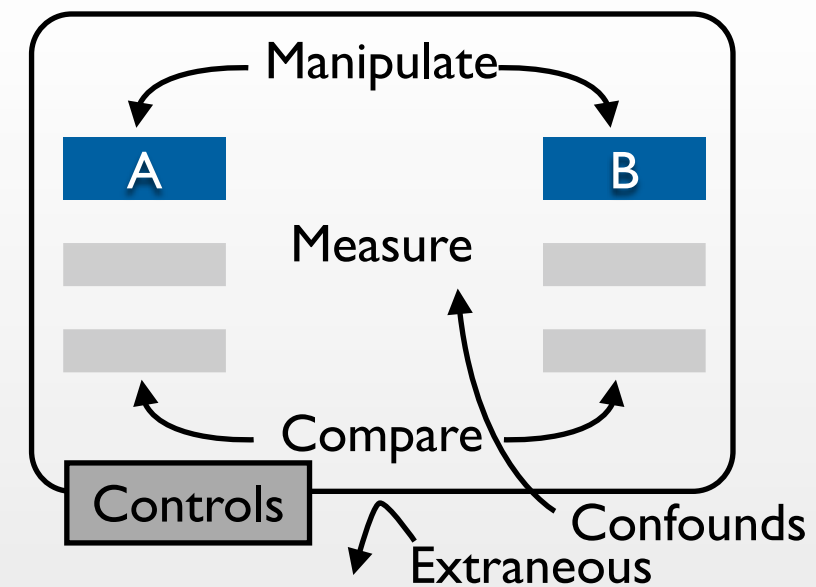 Manipulate
A
B
Measure
Compare
Controls
Confounds
Extraneous